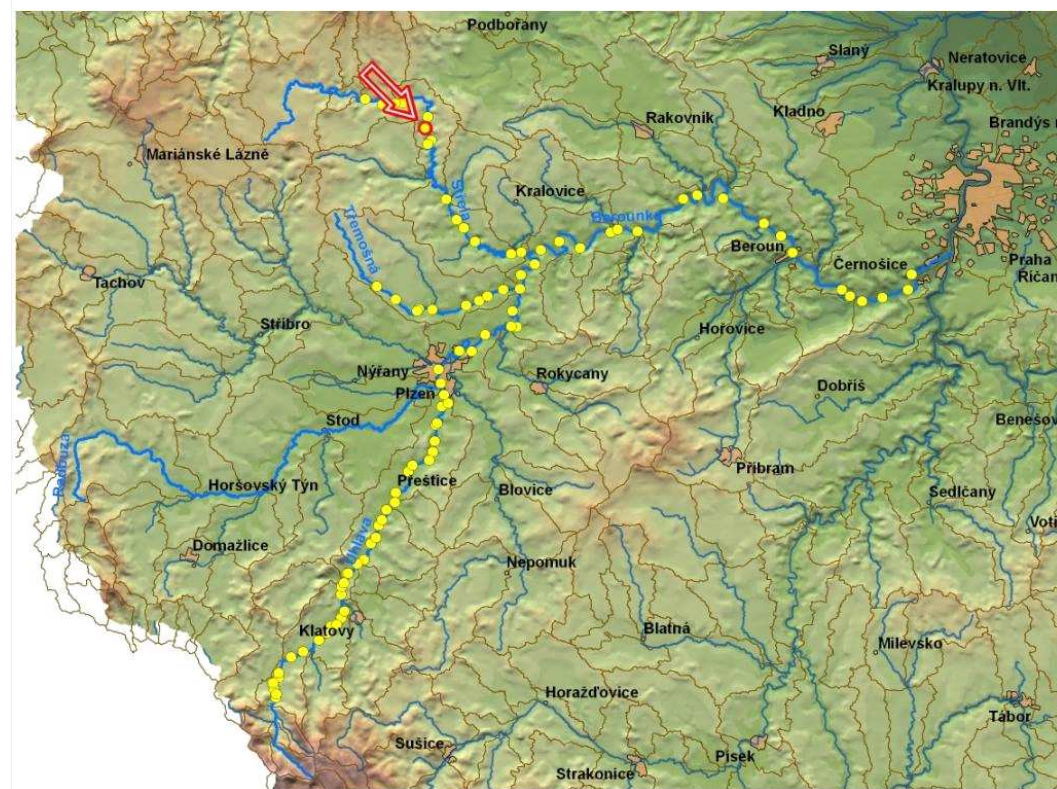 Podbořany
Slaný
Neratovice
Kralupy n. Vlt.
Rakovník
Kladno
Brandýs n
Mariánské Lázně
Kralovice
Střela
Berounka
Třemošná
Beroun
Černošice
Praha
Říčan
Tachov
Stříbro
Hořovice
Nýřany
Rokycany
Dobříš
Plzeň
Benešov
Stod
Radbuza
Příbram
Přeštice
Horšovský Týn
Blovice
Sedlčany
Voti
Úhlava
Domažlice
Nepomuk
Klatovy
Blatná
Milevsko
Horažďovice
Tábor
Sušice
Písek
Strakonice